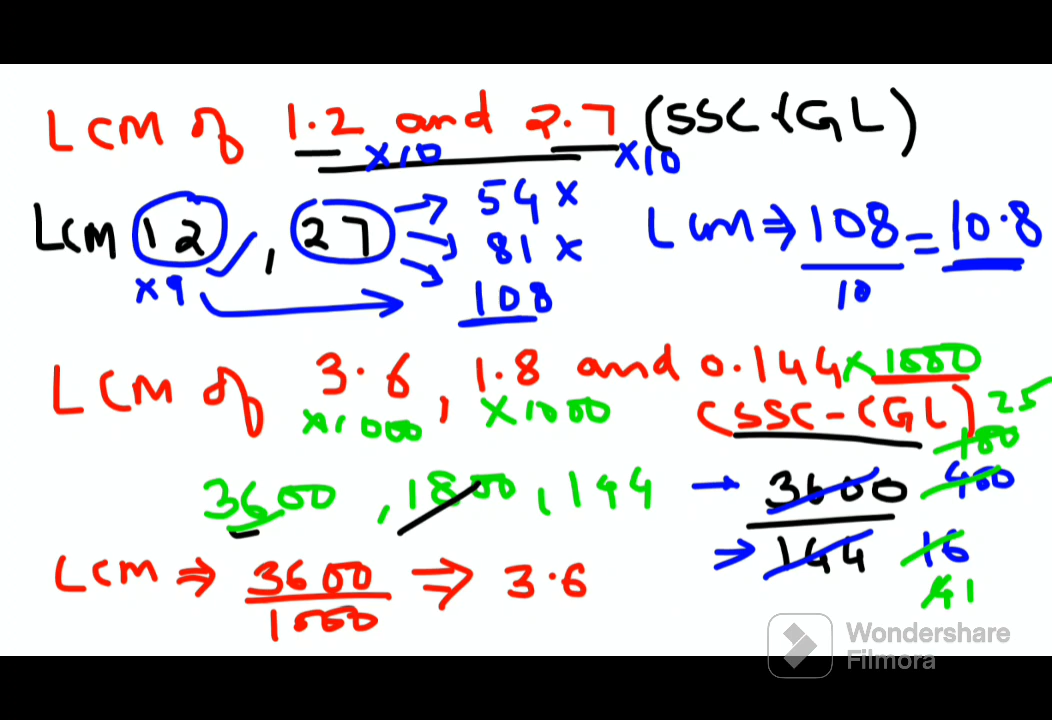 LCM of 1.2 and 2.7 (SSC-CGL)
×10 ×10
LCM 12, 27 → 54 × LCM ⇒ 108/10 = 10.8
×9 → 81 ×
→ 108
LCM of 3.6, 1.8 and 0.144×1000
×1000 ×1000 (SSC-CGL) 25
100
3600, 1800, 144 → 3600 400
→ 144 16
LCM ⇒ 3600/1000 ⇒ 3.6 4 1
Wondershare
Filmora